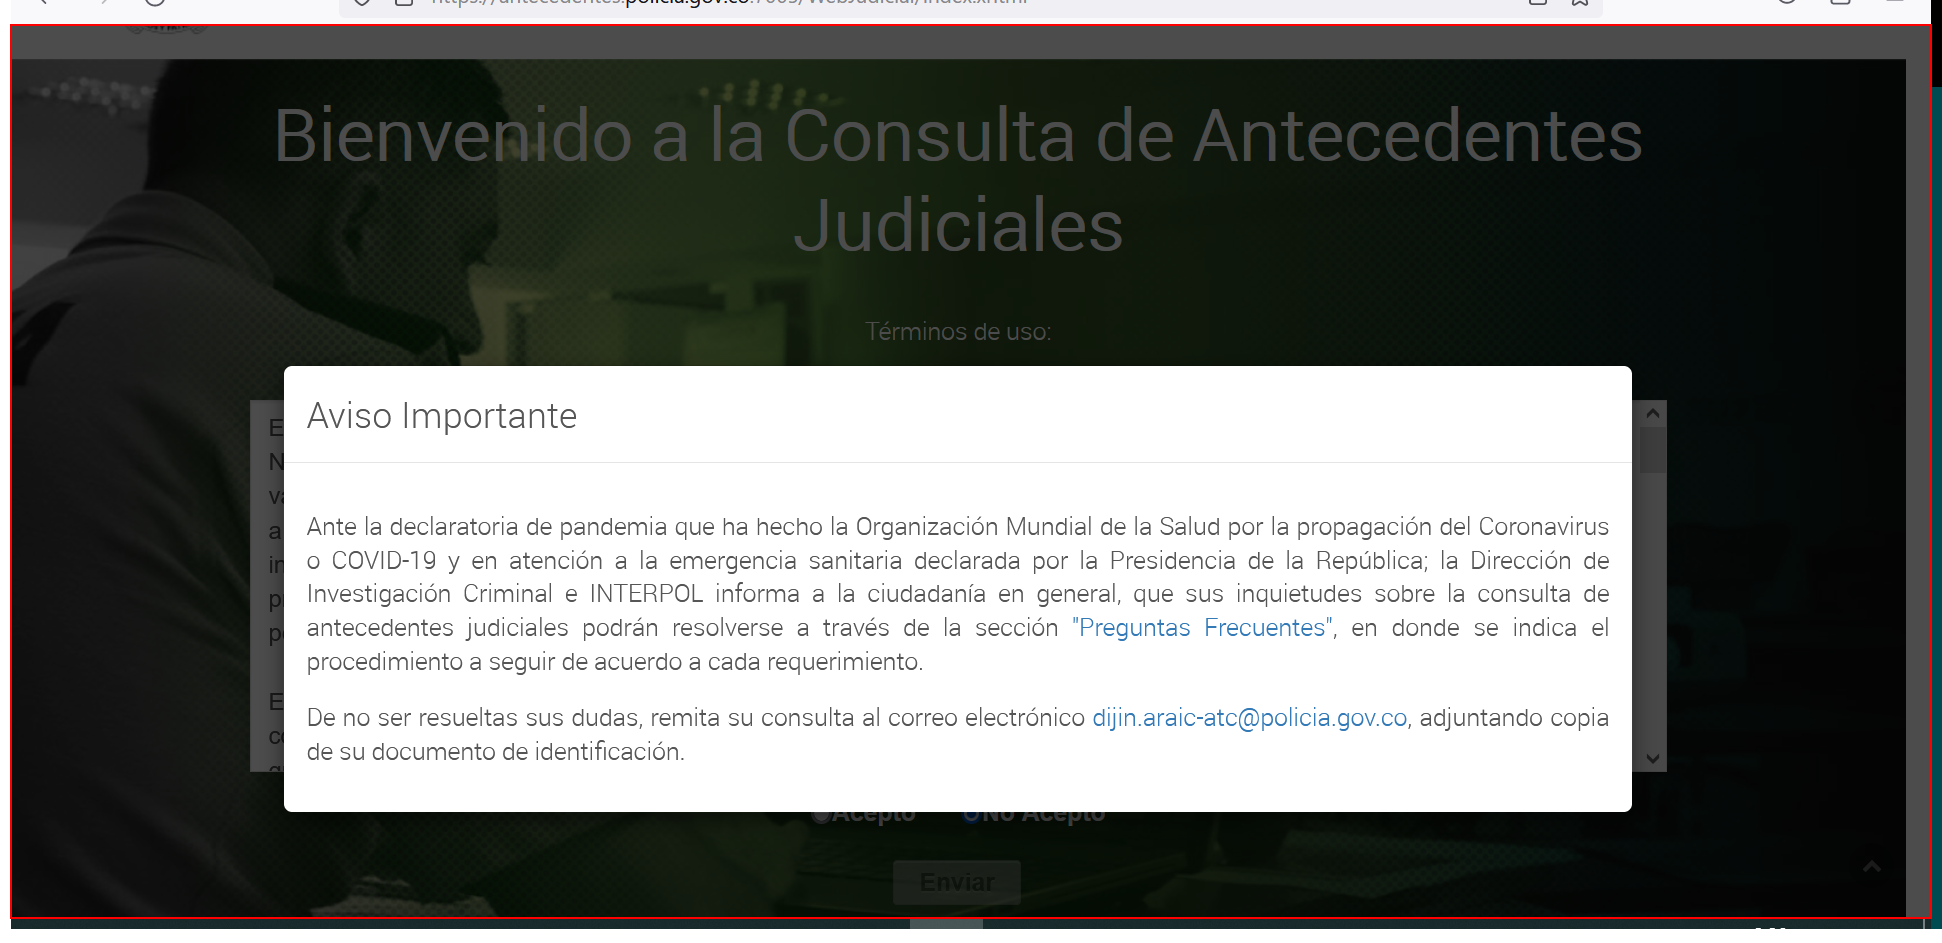 Bienvenido a la Consulta de Antecedentes
Judiciales
Términos de uso:
Aviso Importante
Ante la declaratoria de pandemia que ha hecho la Organización Mundial de la Salud por la propagación del Coronavirus
o COVID-19 y en atención a la emergencia sanitaria declarada por la Presidencia de la República; la Dirección de
Investigación Criminal e INTERPOL informa a la ciudadanía en general, que sus inquietudes sobre la consulta de
antecedentes judiciales podrán resolverse a través de la sección "Preguntas Frecuentes", en donde se indica el
procedimiento a seguir de acuerdo a cada requerimiento.
De no ser resueltas sus dudas, remita su consulta al correo electrónico dijin.araic-atc@policia.gov.co, adjuntando copia
de su documento de identificación.
Acepto No Acepto
Enviar